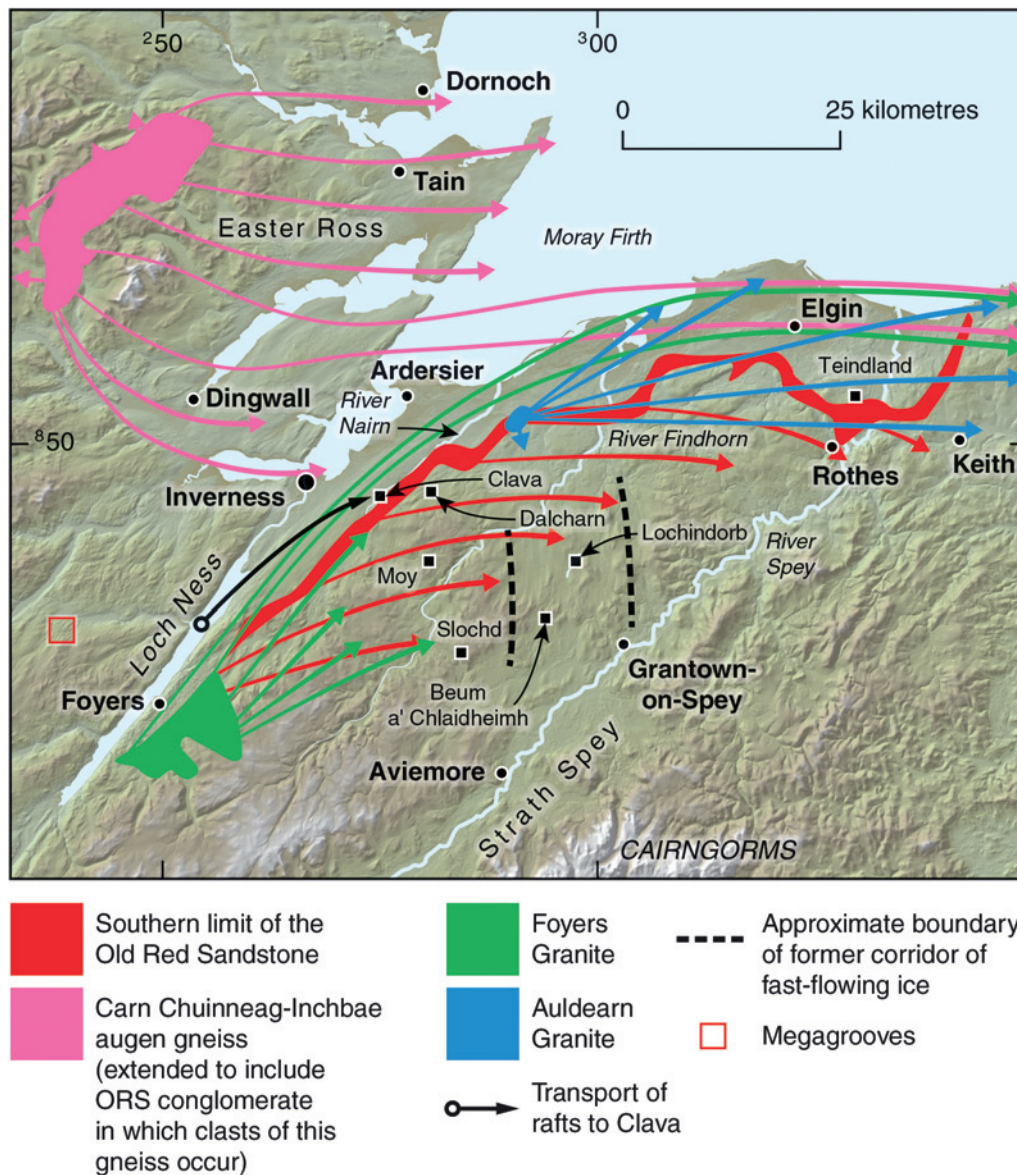 ²50
³00
Dornoch
0
25 kilometres
Tain
Easter Ross
Moray Firth
Elgin
Ardersier
Teindland
Dingwall
River
Nairn
⁸50
River Findhorn
Rothes
Keith
Inverness
Clava
Dalcharn
Lochindorb
River
Spey
Moy
Loch Ness
Slochd
Grantown-
on-Spey
Foyers
Beum
a' Chlaidheimh
Aviemore
Strath Spey
CAIRNGORMS
Southern limit of the
Old Red Sandstone
Carn Chuinneag-Inchbae
augen gneiss
(extended to include
ORS conglomerate
in which clasts of this
gneiss occur)
Foyers
Granite
Auldearn
Granite
Transport of
rafts to Clava
Approximate boundary
of former corridor of
fast-flowing ice
Megagrooves